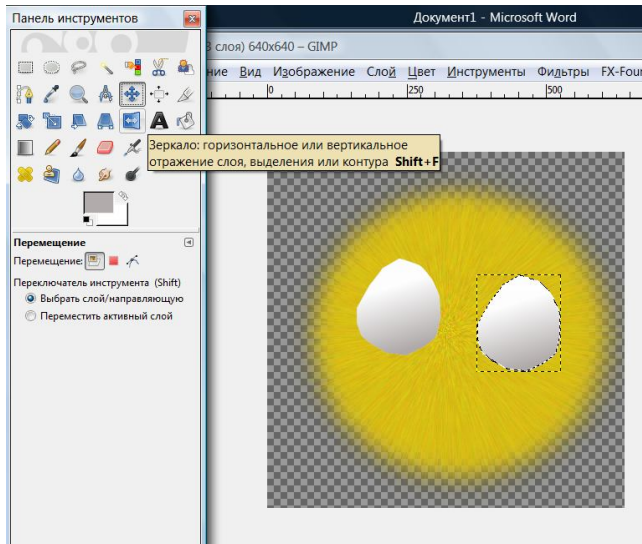 Панель инструментов
Документ1 - Microsoft Word
3 слоя) 640x640 – GIMP
ние Вид Изображение Слой Цвет Инструменты Фильтры FX-Four
0 250 500
Зеркало: горизонтальное или вертикальное
отражение слоя, выделения или контура Shift+F
Перемещение
Перемещение:
Переключатель инструмента (Shift)
Выбрать слой/направляющую
Переместить активный слой